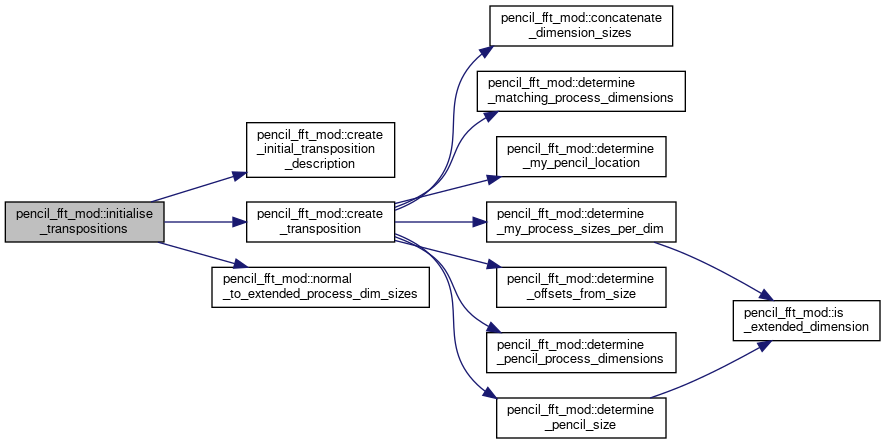 pencil_fft_mod::initialise
_transpositions
pencil_fft_mod::create
_initial_transposition
_description
pencil_fft_mod::create
_transposition
pencil_fft_mod::normal
_to_extended_process_dim_sizes
pencil_fft_mod::concatenate
_dimension_sizes
pencil_fft_mod::determine
_matching_process_dimensions
pencil_fft_mod::determine
_my_pencil_location
pencil_fft_mod::determine
_my_process_sizes_per_dim
pencil_fft_mod::determine
_offsets_from_size
pencil_fft_mod::determine
_pencil_process_dimensions
pencil_fft_mod::determine
_pencil_size
pencil_fft_mod::is
_extended_dimension